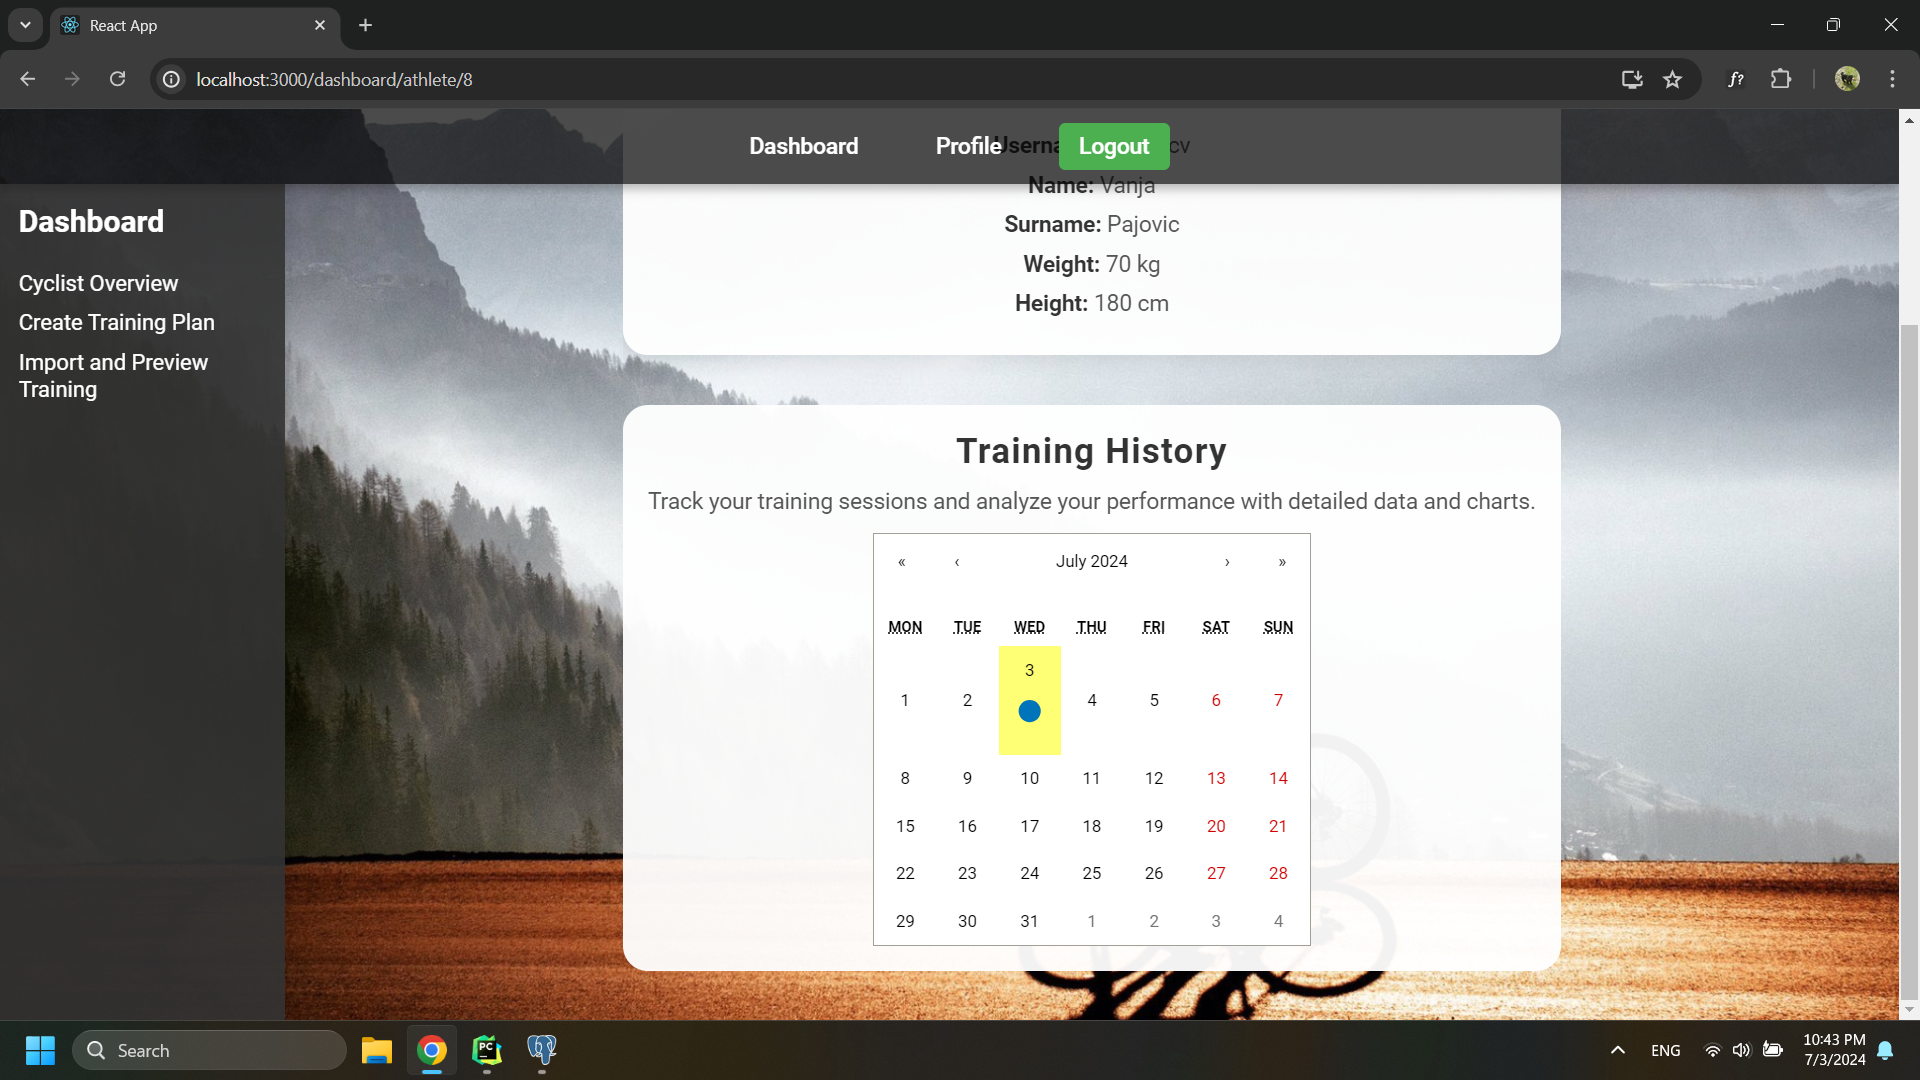 React App
localhost:3000/dashboard/athlete/8
f?
Dashboard Profile Logout
Name: Vanja
Surname: Pajovic
Weight: 70 kg
Height: 180 cm
Dashboard
Cyclist Overview
Create Training Plan
Import and Preview
Training
Training History
Track your training sessions and analyze your performance with detailed data and charts.
« ‹ July 2024 › »
MON TUE WED THU FRI SAT SUN
1 2 3 4 5 6 7
8 9 10 11 12 13 14
15 16 17 18 19 20 21
22 23 24 25 26 27 28
29 30 31 1 2 3 4
Search
PC
ENG
10:43 PM
7/3/2024